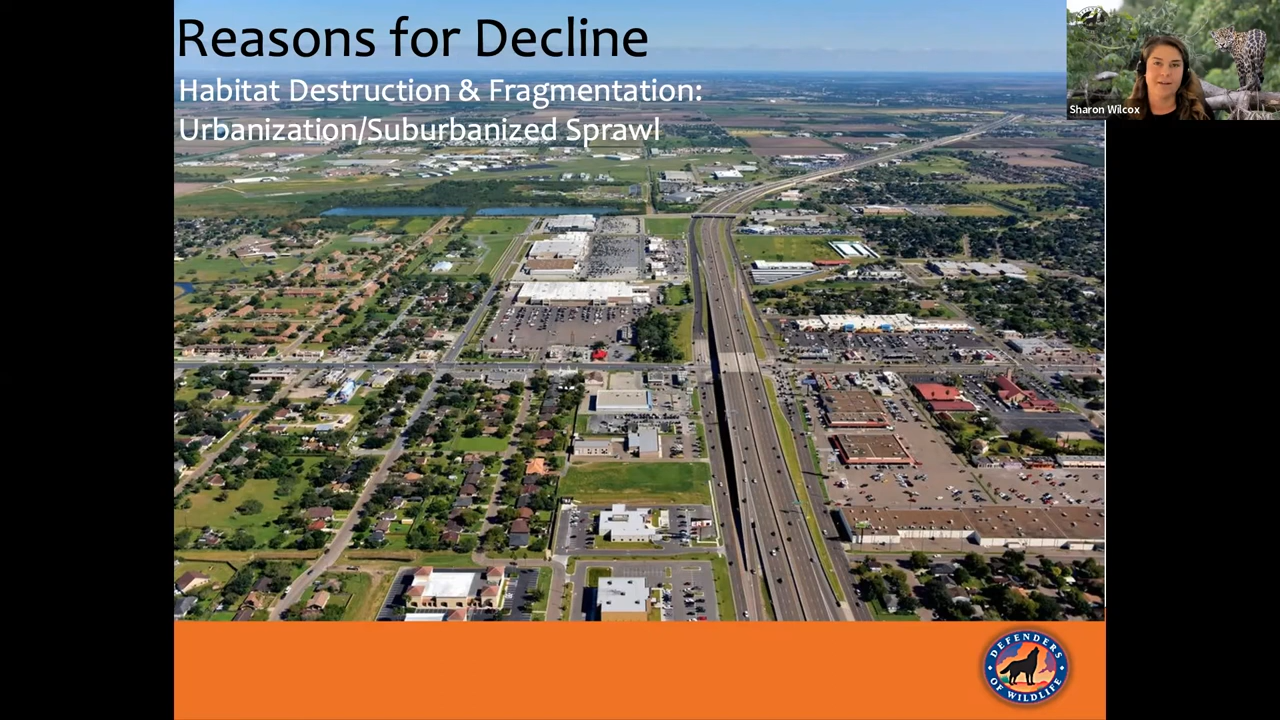 Reasons for Decline
Habitat Destruction & Fragmentation:
Urbanization/Suburbanized Sprawl
Sharon Wilcox
DEFENDERS
OF WILDLIFE